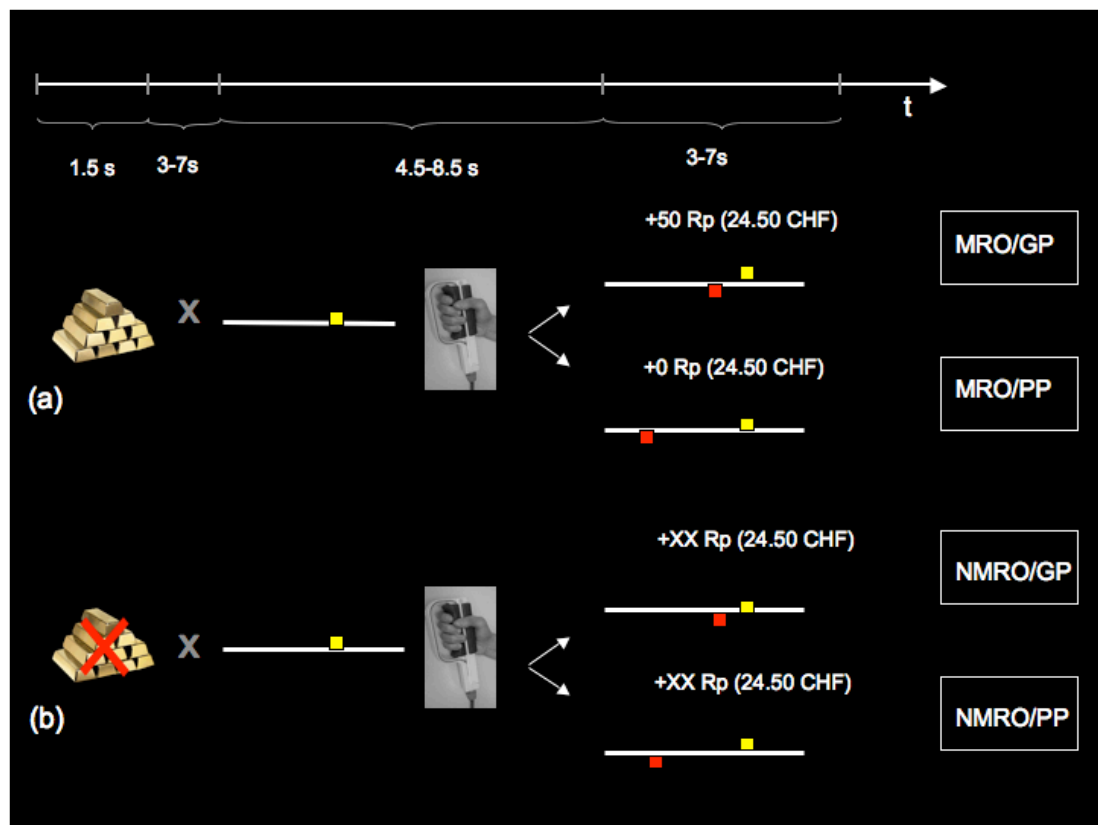 t
1.5 s
3-7s
4.5-8.5 s
3-7s
+50 Rp (24.50 CHF)
MRO/GP
X
+0 Rp (24.50 CHF)
MRO/PP
(a)
+XX Rp (24.50 CHF)
NMRO/GP
X
+XX Rp (24.50 CHF)
NMRO/PP
(b)